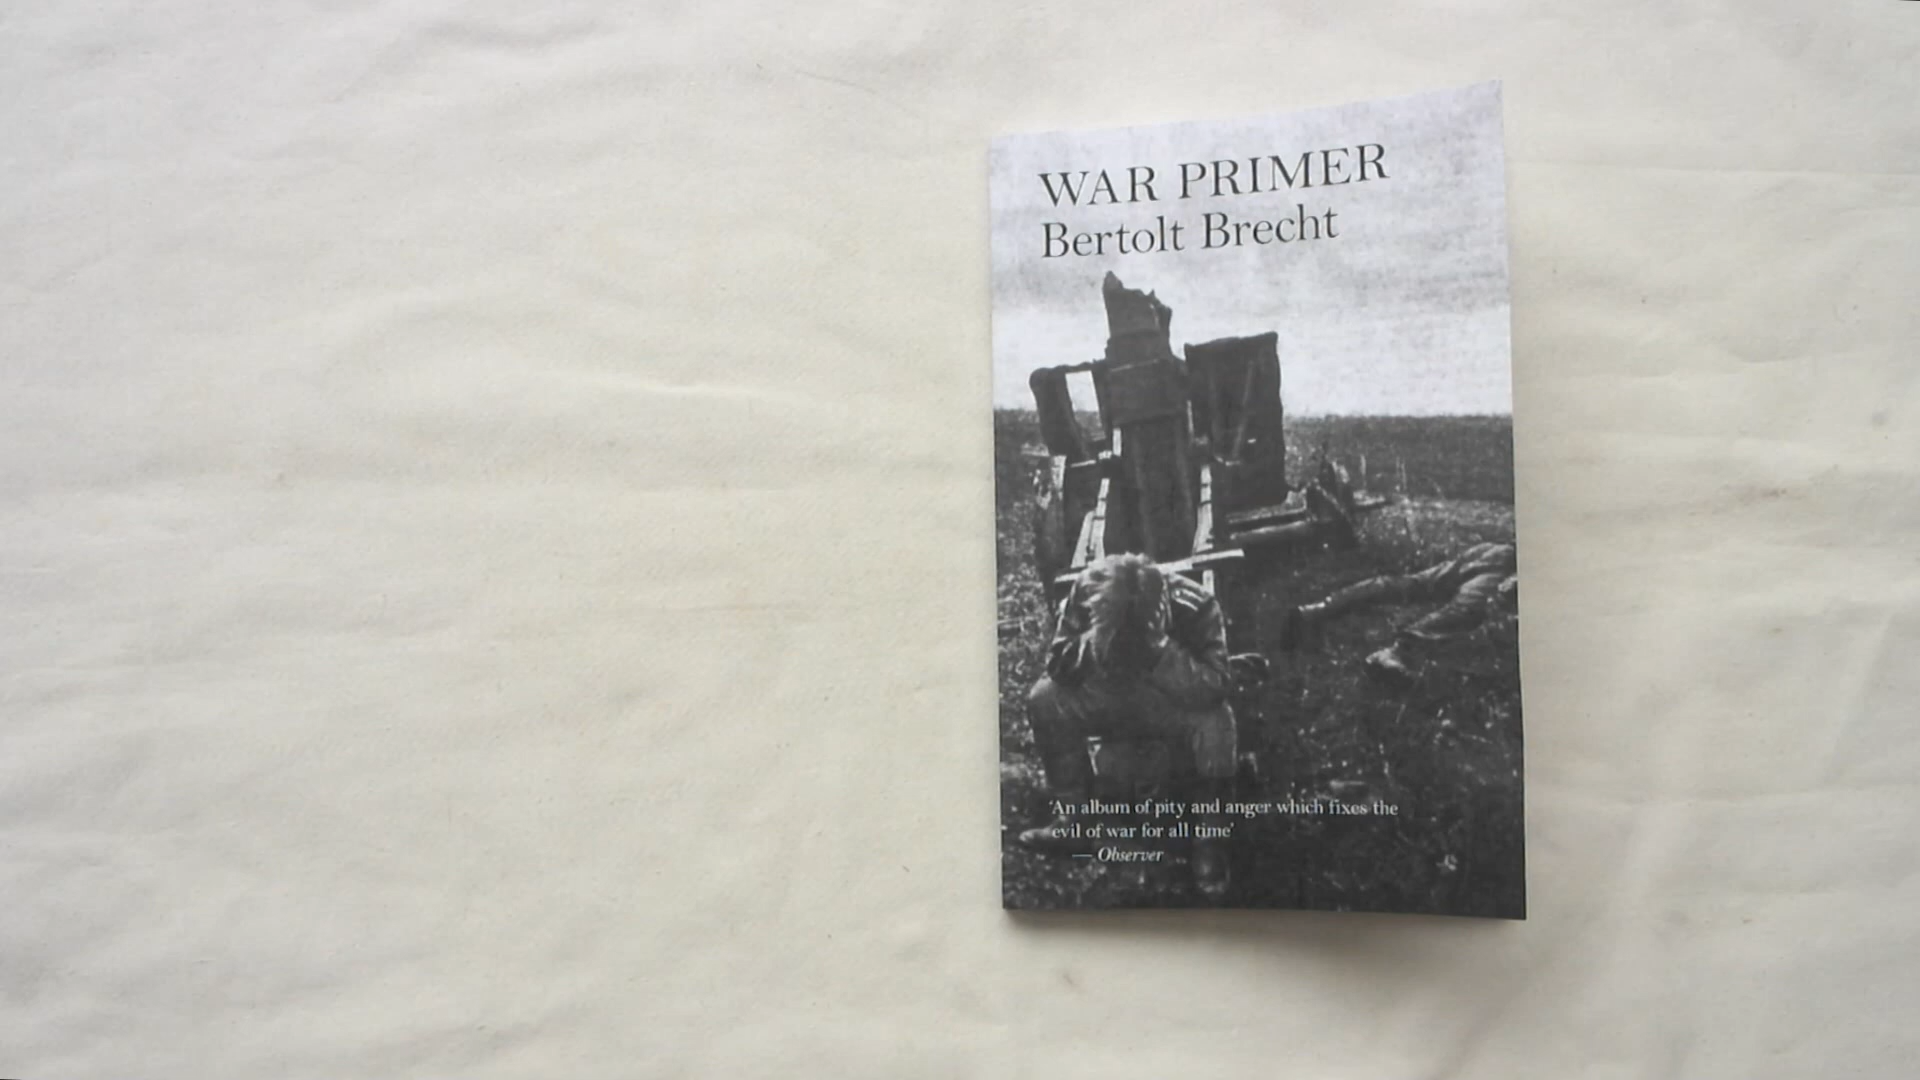 WAR PRIMER
Bertolt Brecht
‘An album of pity and anger which fixes the
evil of war for all time’
— Observer